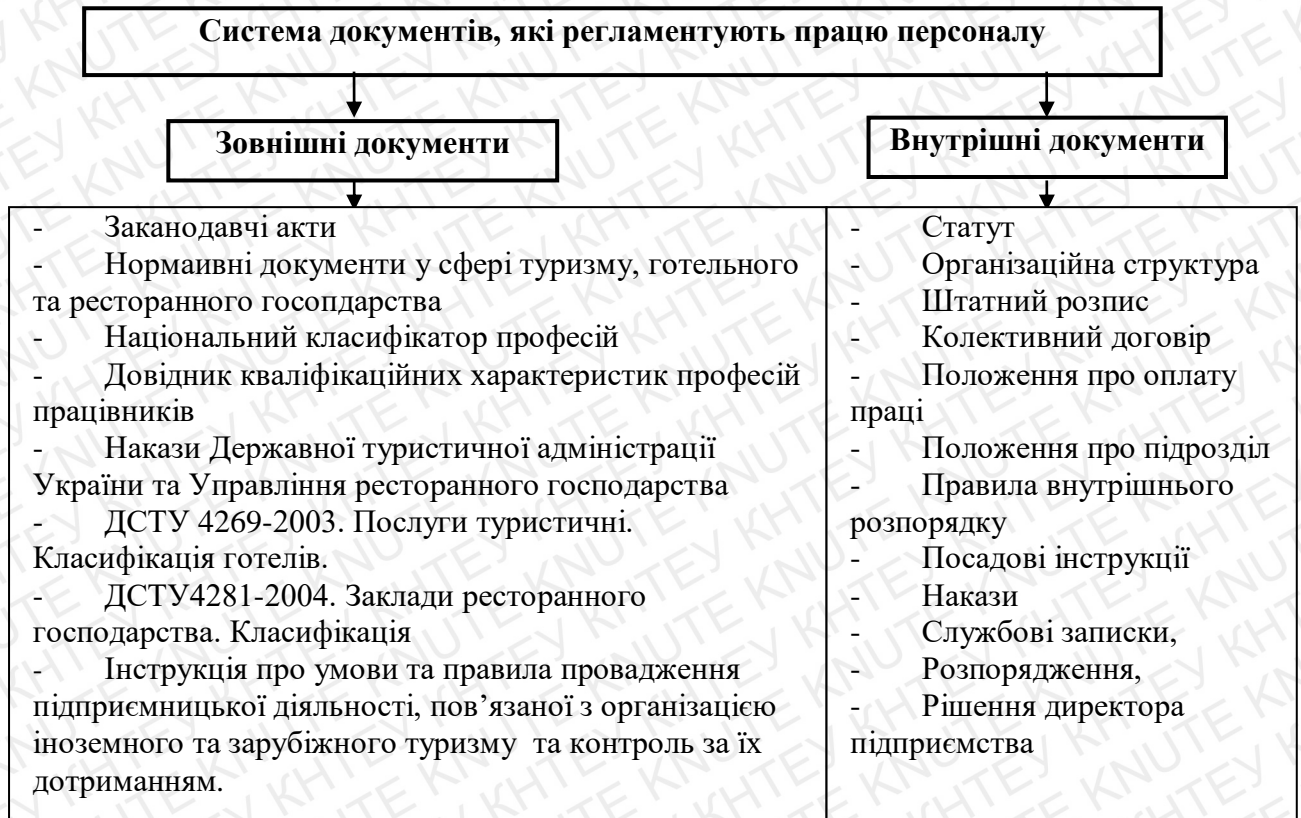 Система документів, які регламентують працю персоналу
Зовнішні документи
Внутрішні документи
- Заканодавчі акти
- Нормаивні документи у сфері туризму, готельного
та ресторанного госопдарства
- Національний класифікатор професій
- Довідник кваліфікаційних характеристик професій
працівників
- Накази Державної туристичної адміністрації
України та Управління ресторанного господарства
- ДСТУ 4269-2003. Послуги туристичні.
Класифікація готелів.
- ДСТУ4281-2004. Заклади ресторанного
господарства. Класифікація
- Інструкція про умови та правила провадження
підприємницької діяльності, пов’язаної з організацією
іноземного та зарубіжного туризму та контроль за їх
дотриманням.
- Статут
- Організаційна структура
- Штатний розпис
- Колективний договір
- Положення про оплату
праці
- Положення про підрозділ
- Правила внутрішнього
розпорядку
- Посадові інструкції
- Накази
- Службові записки,
- Розпорядження,
- Рішення директора
підприємства